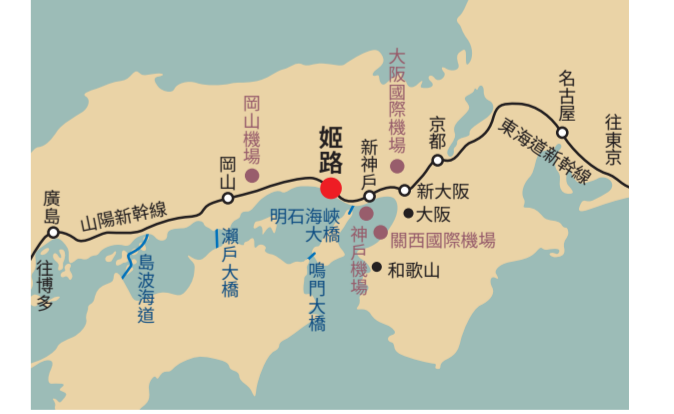 大阪國際機場
名古屋
岡山機場
往東京
京都
姬路
新神戶
東海道新幹線
岡山
新大阪
廣島
山陽新幹線
明石海峽
大橋
大阪
瀨戶大橋
神戶機場
關西國際機場
島波海道
往博多
鳴門大橋
和歌山